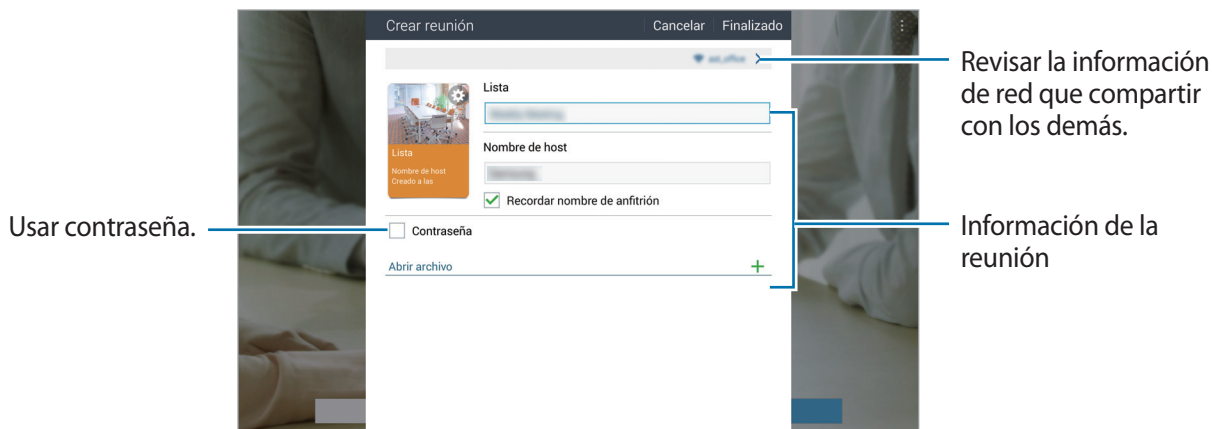 Crear reunión Cancelar Finalizado
Revisar la información
de red que compartir
con los demás.
Lista
Lista
Nombre de host
Creado a las
Nombre de host
Recordar nombre de anfitrión
Usar contraseña.
Contraseña
Información de la
reunión
Abrir archivo